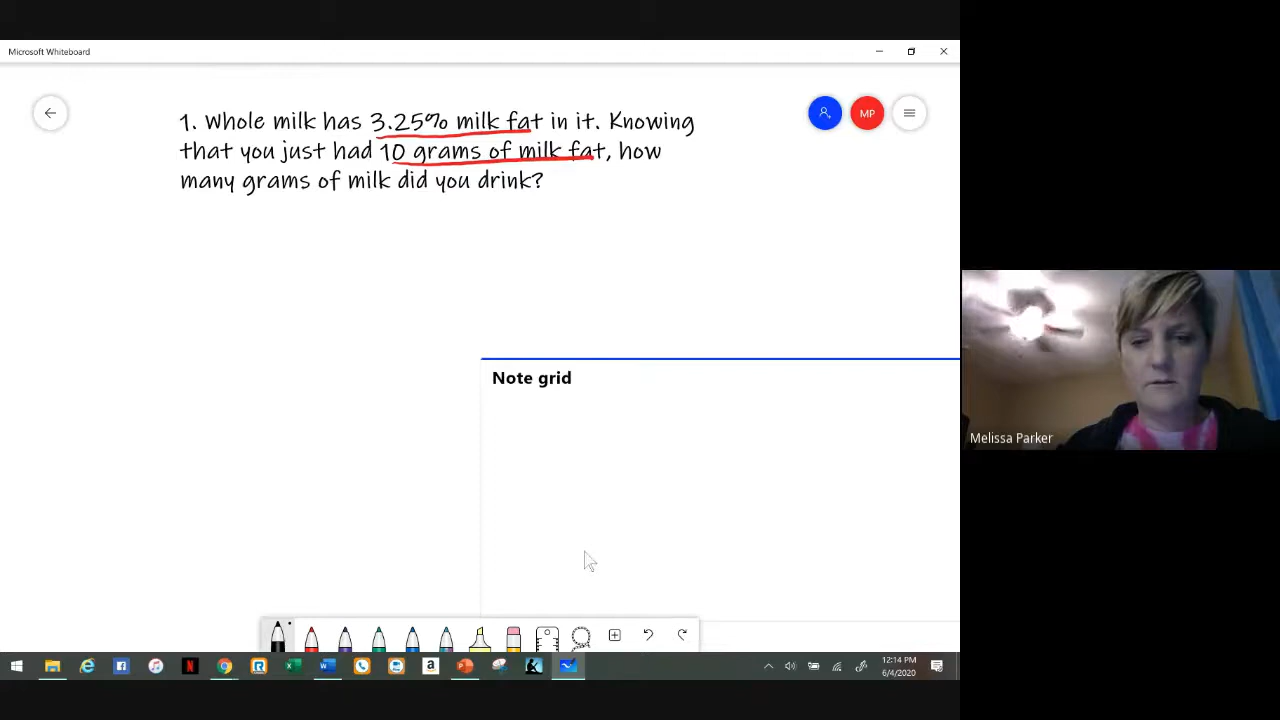 Microsoft Whiteboard
MP
1. Whole milk has 3.25% milk fat in it. Knowing
that you just had 10 grams of milk fat, how
many grams of milk did you drink?
Note grid
Melissa Parker
12:14 PM
6/4/2020